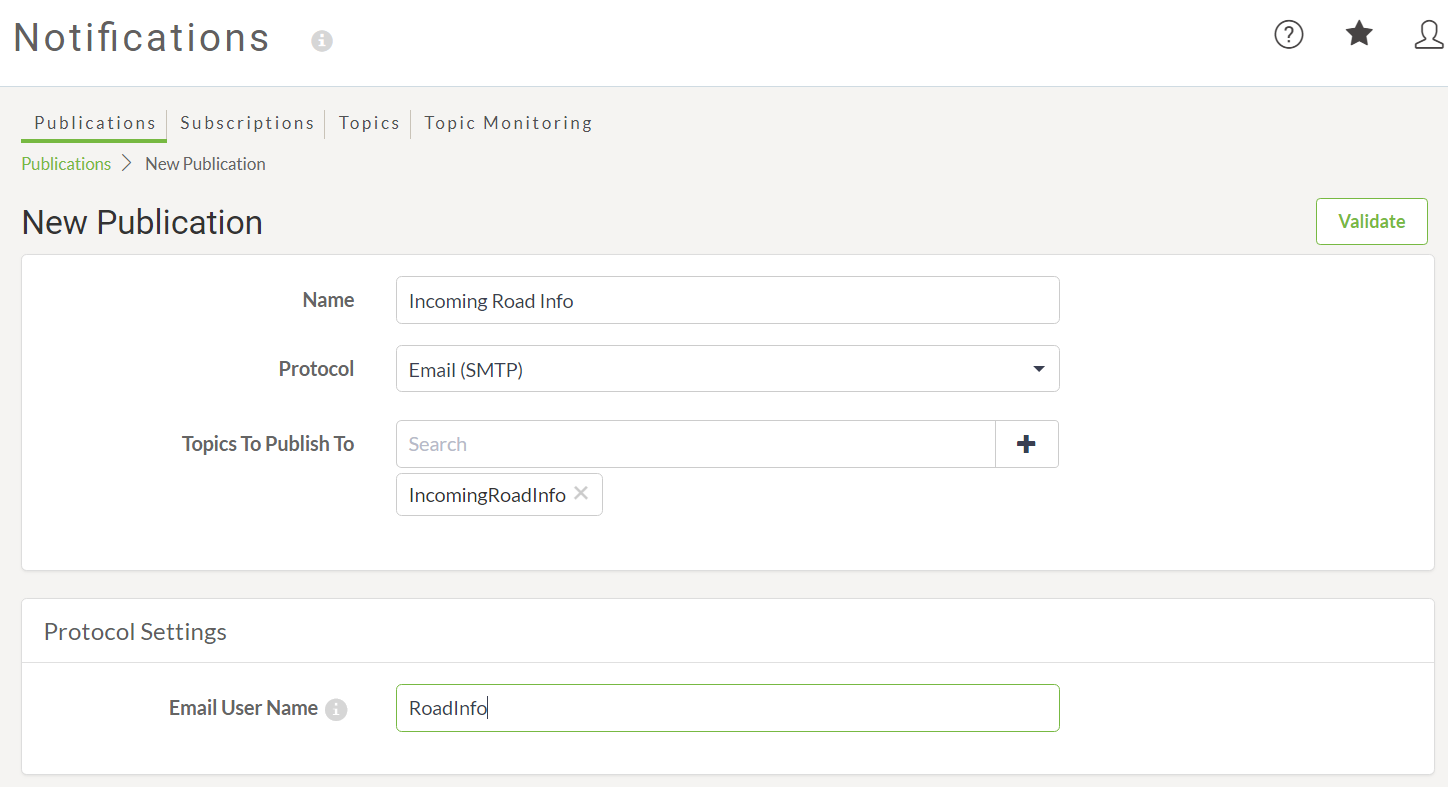 Notifications
Publications Subscriptions Topics Topic Monitoring
Publications New Publication
New Publication
Validate
Name Incoming Road Info
Protocol Email (SMTP)
Topics To Publish To Search
IncomingRoadInfo
Protocol Settings
Email User Name RoadInfo